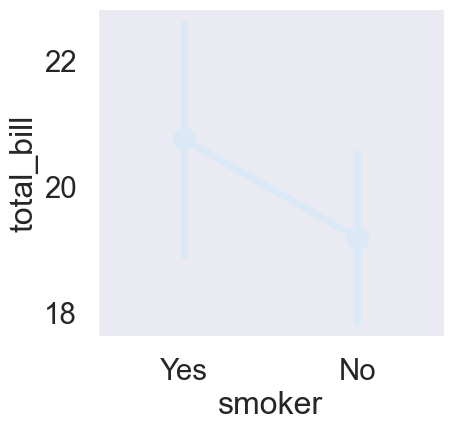 22
20
18
total_bill
Yes No
smoker